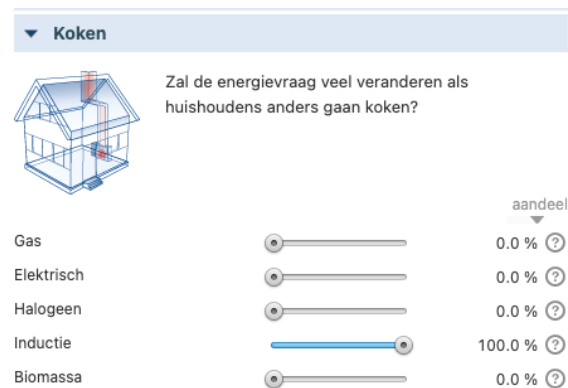 Koken
Zal de energievraag veel veranderen als
huishoudens anders gaan koken?
aandeel
Gas 0.0 % ?
Elektrisch 0.0 % ?
Halogeen 0.0 % ?
Inductie 100.0 % ?
Biomassa 0.0 % ?